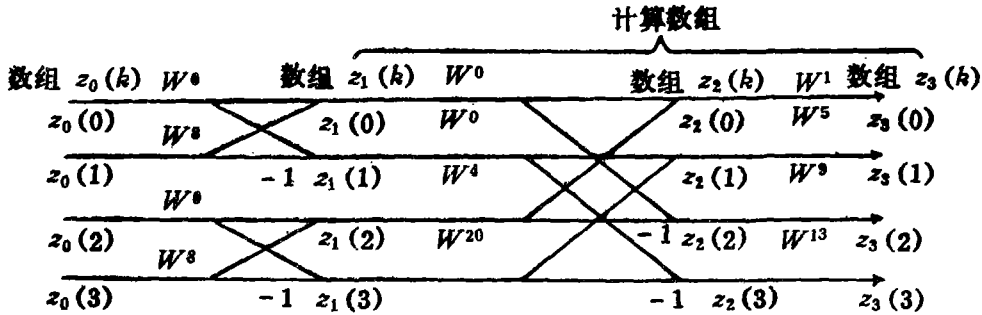 计算数组
数组 z₀(k) W⁰ 数组 z₁(k) W⁰ 数组 z₂(k) W¹ 数组 z₃(k)
z₀(0) W⁸ z₁(0) W⁰ z₂(0) W⁵ z₃(0)
z₀(1) -1 z₁(1) W⁴ z₂(1) W⁹ z₃(1)
W⁰
z₀(2) z₁(2) W²⁰ -1 z₂(2) W¹³ z₃(2)
W⁸
z₀(3) -1 z₁(3) -1 z₂(3) z₃(3)